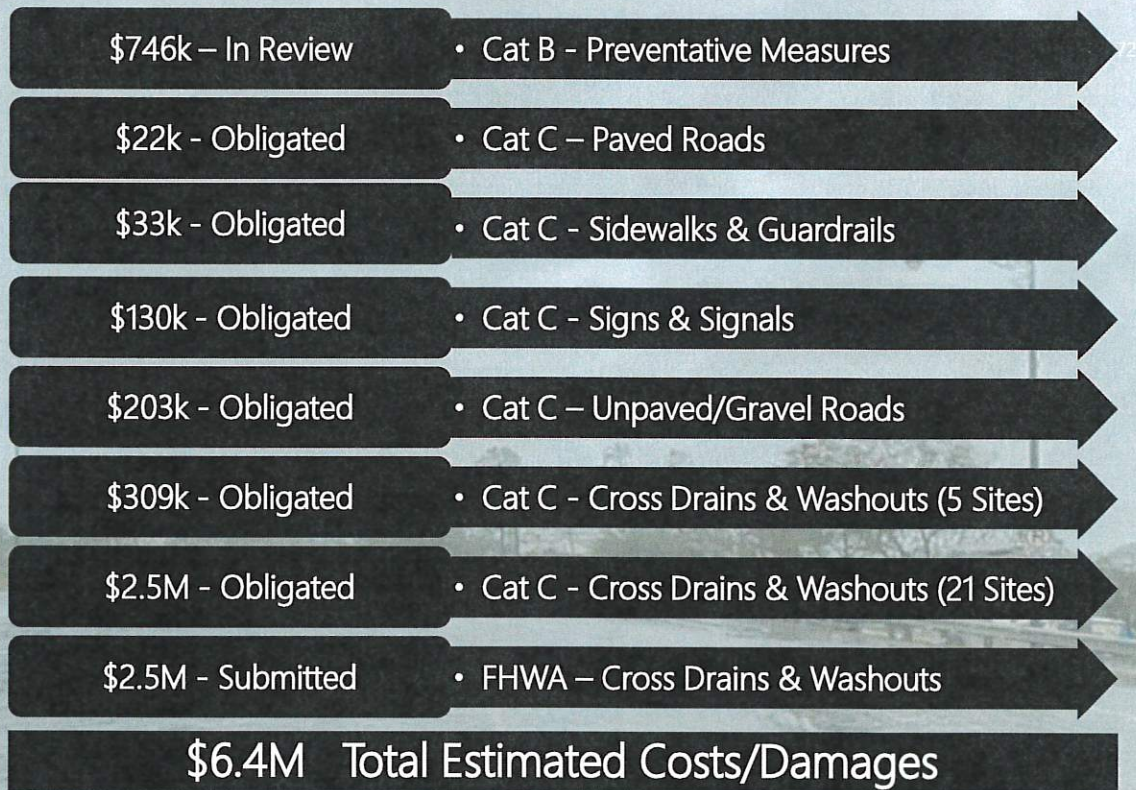 $746k – In Review
• Cat B - Preventative Measures
$22k - Obligated
• Cat C – Paved Roads
$33k - Obligated
• Cat C - Sidewalks & Guardrails
$130k - Obligated
• Cat C - Signs & Signals
$203k - Obligated
• Cat C – Unpaved/Gravel Roads
$309k - Obligated
• Cat C - Cross Drains & Washouts (5 Sites)
$2.5M - Obligated
• Cat C - Cross Drains & Washouts (21 Sites)
$2.5M - Submitted
• FHWA – Cross Drains & Washouts
$6.4M Total Estimated Costs/Damages